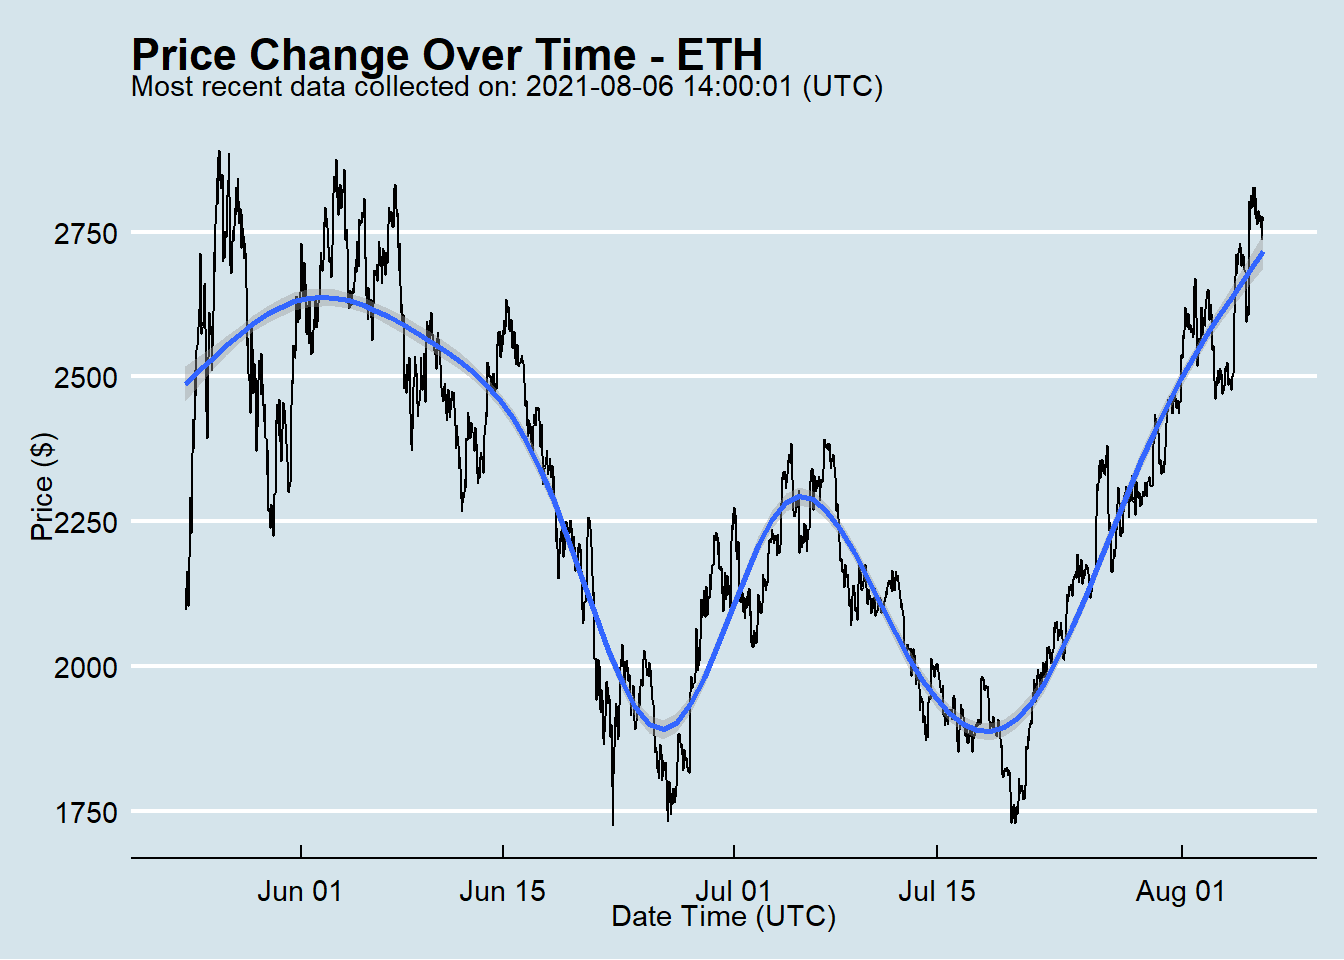 Price Change Over Time - ETH
Most recent data collected on: 2021-08-06 14:00:01 (UTC)
Price ($)
2750
2500
2250
2000
1750
Jun 01 Jun 15 Jul 01 Jul 15 Aug 01
Date Time (UTC)